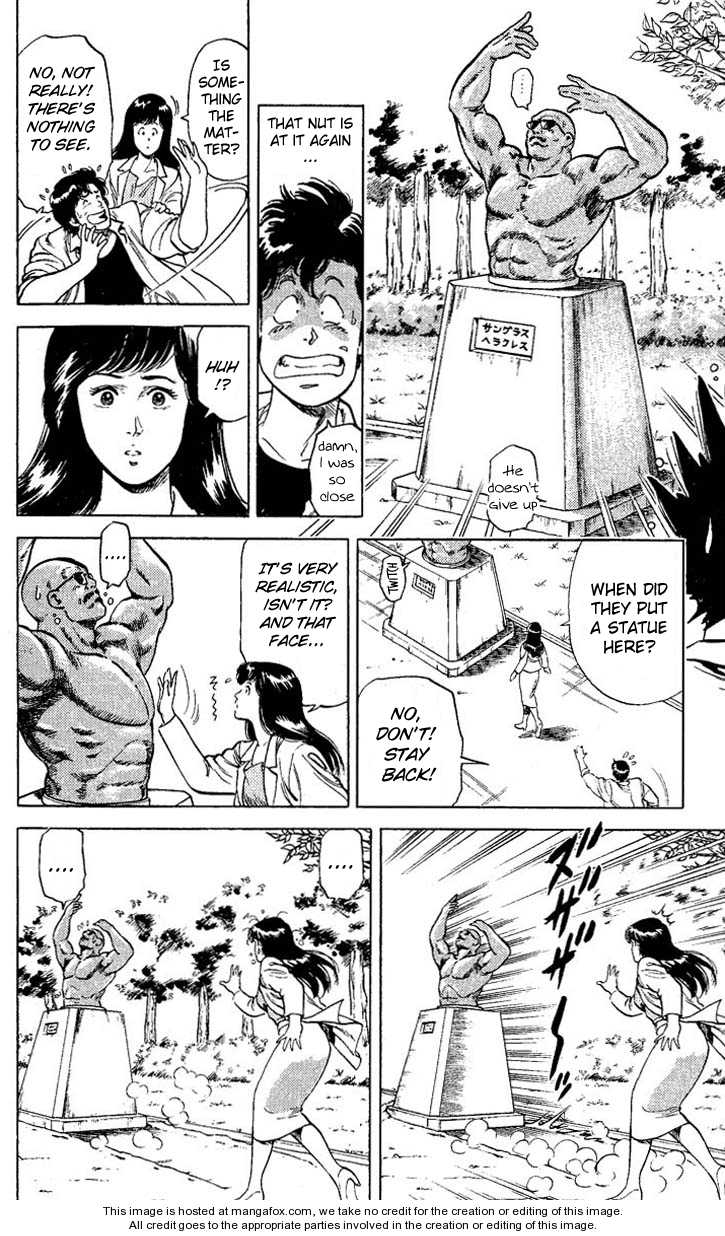 ....
サングラス
ヘラクレス
He
doesn't
Give up
THAT NUT IS
AT IT AGAIN
...
damn,
I was
so
close
IS
SOME-
THING
THE
MAT-
TER?
NO, NOT
REALLY!
THERE'S
NOTHING
TO SEE.
HUH
!?
WHEN DID
THEY PUT
A STATUE
HERE?
TWITCH
NO,
DON'T!
STAY
BACK!
IT'S VERY
REALISTIC,
ISN'T IT?
AND THAT
FACE...
....
ズザザザーッ
....
....
This image is hosted at mangafox.com, we take no credit for the creation or editing of this image.
All credit goes to the appropriate parties involved in the creation or editing of this image.